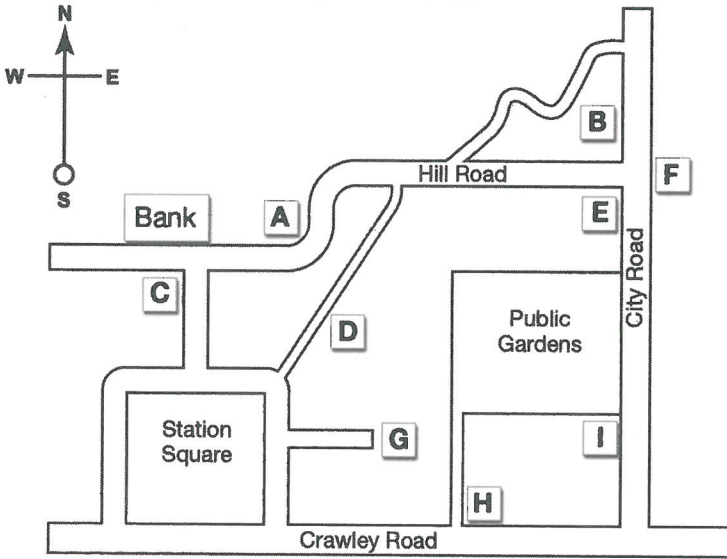 N
W E
S
B
Hill Road
F
Bank
A
E
C
City Road
D
Public
Gardens
Station
Square
G
I
H
Crawley Road